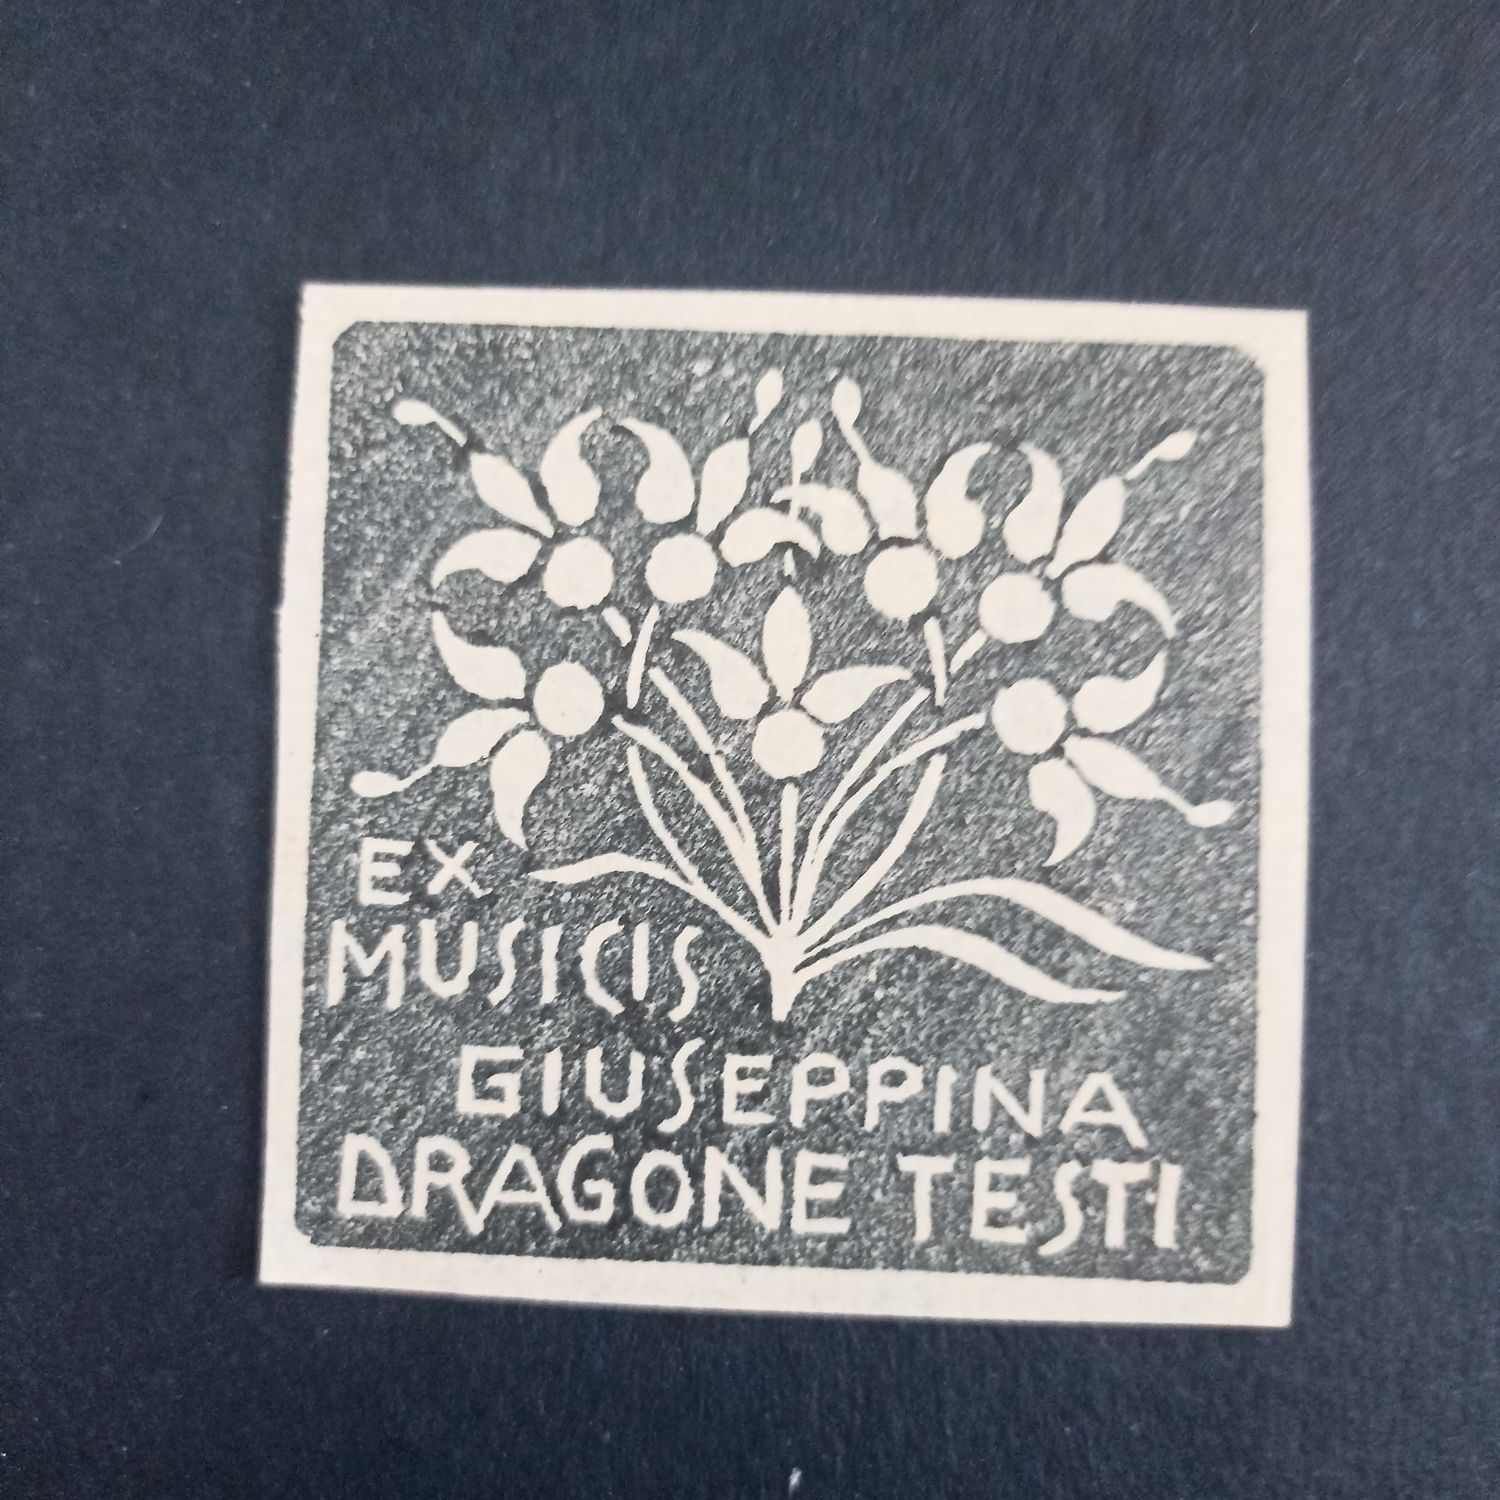 EX
MUSICIS
GIUSEPPINA
DRAGONE TESTI